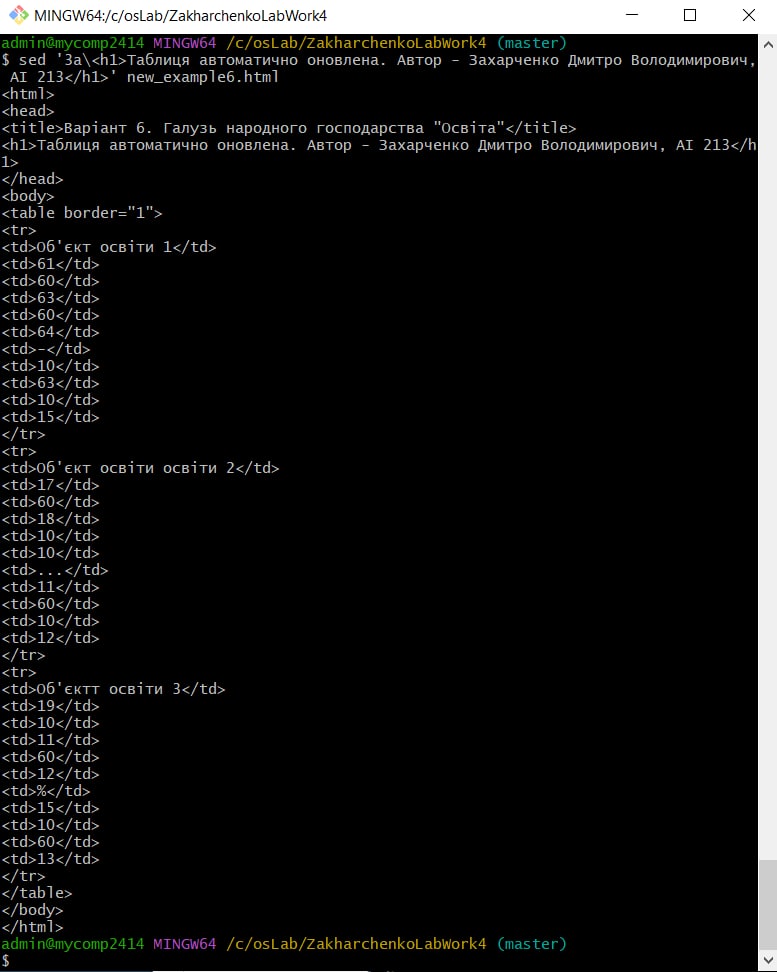 MINGW64:/c/osLab/ZakharchenkoLabWork4
admin@mycomp2414 MINGW64 /c/osLab/ZakharchenkoLabWork4 (master)
$ sed '3a\<h1>Таблиця автоматично оновлена. Автор - Захарченко Дмитро Володимирович,
 АІ 213</h1>' new_example6.html
<html>
<head>
<title>Варіант 6. Галузь народного господарства "Освіта"</title>
<h1>Таблиця автоматично оновлена. Автор - Захарченко Дмитро Володимирович, АІ 213</h
1>
</head>
<body>
<table border="1">
<tr>
<td>Об'єкт освіти 1</td>
<td>61</td>
<td>60</td>
<td>63</td>
<td>60</td>
<td>64</td>
<td>-</td>
<td>10</td>
<td>63</td>
<td>10</td>
<td>15</td>
</tr>
<tr>
<td>Об'єкт освіти освіти 2</td>
<td>17</td>
<td>60</td>
<td>18</td>
<td>10</td>
<td>10</td>
<td>...</td>
<td>11</td>
<td>60</td>
<td>10</td>
<td>12</td>
</tr>
<tr>
<td>Об'єктт освіти 3</td>
<td>19</td>
<td>10</td>
<td>11</td>
<td>60</td>
<td>12</td>
<td>%</td>
<td>15</td>
<td>10</td>
<td>60</td>
<td>13</td>
</tr>
</table>
</body>
</html>
admin@mycomp2414 MINGW64 /c/osLab/ZakharchenkoLabWork4 (master)
$